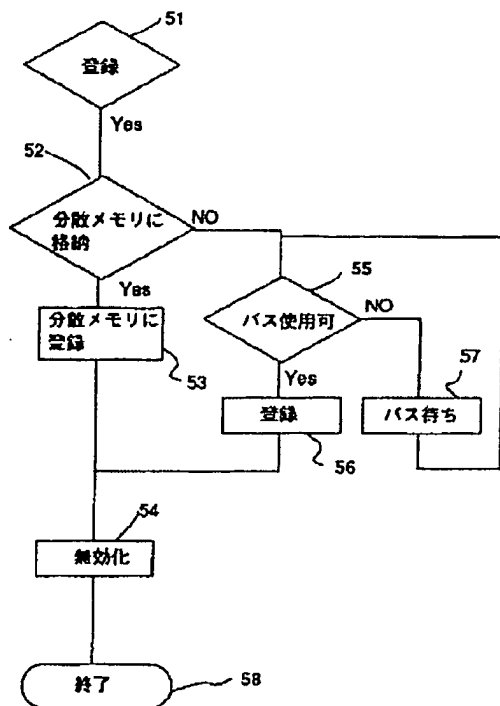 51
登録
Yes
52
分散メモリに
格納
NO
Yes
分散メモリに
登録
53
55
バス使用可
NO
Yes
登録
56
57
バス待ち
54
無効化
終了
58